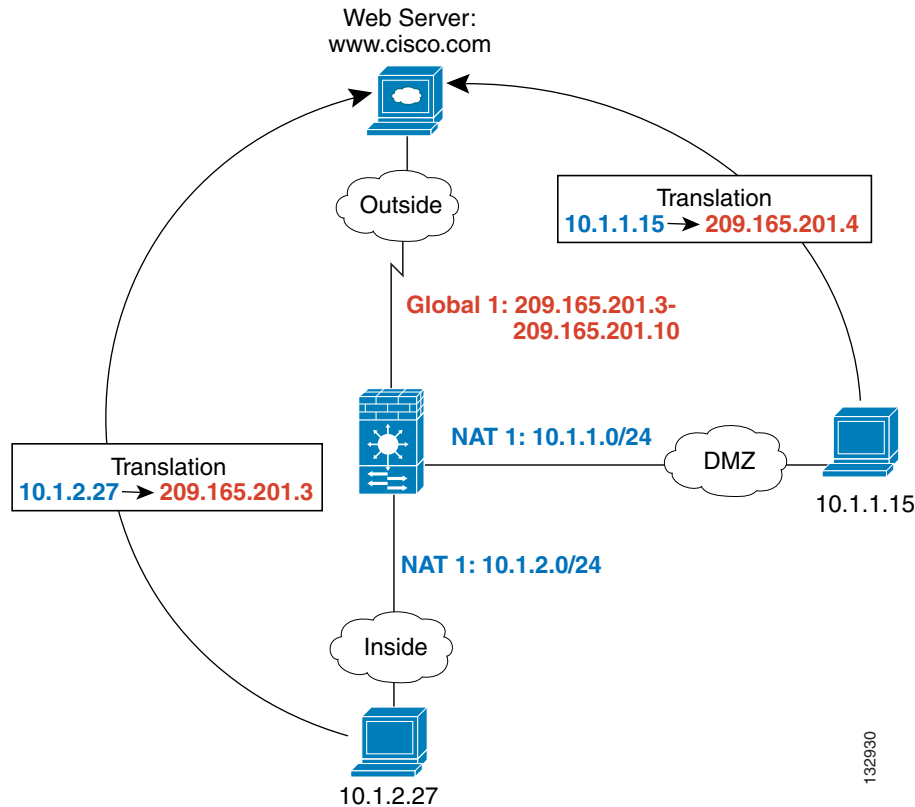 Web Server:
www.cisco.com
Outside
Translation
10.1.1.15 → 209.165.201.4
Global 1: 209.165.201.3-
209.165.201.10
NAT 1: 10.1.1.0/24
DMZ
10.1.1.15
Translation
10.1.2.27 → 209.165.201.3
NAT 1: 10.1.2.0/24
Inside
10.1.2.27
132930